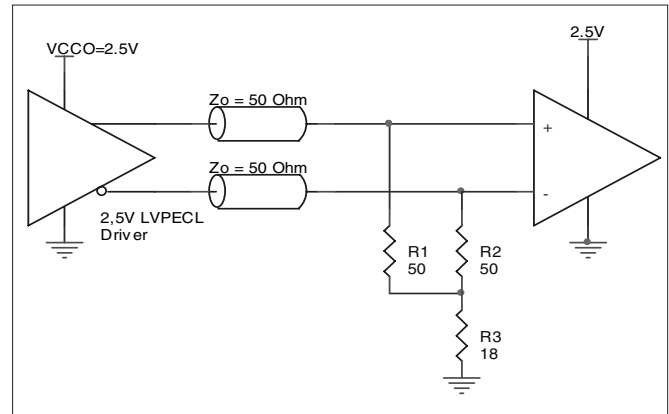 VCCO=2.5V
2.5V
Zo = 50 Ohm
+
Zo = 50 Ohm
-
2,5V LVPECL
Driver
R1
50
R2
50
R3
18